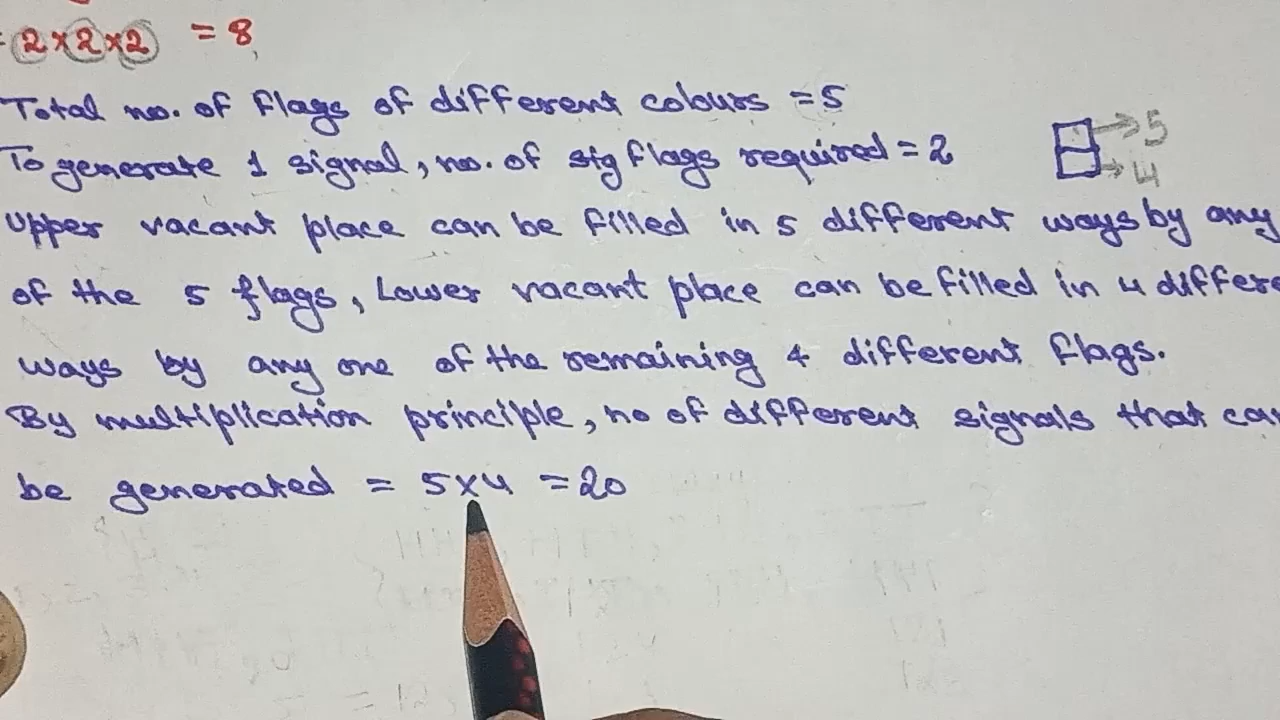 = 2×2×2 = 8
Total no. of flags of different colours = 5
To generate 1 signal, no. of flags required = 2
→5
→4
Upper vacant place can be filled in 5 different ways by any
of the 5 flags, Lower vacant place can be filled in 4 differe
ways by any one of the remaining 4 different flags.
By multiplication principle, no of different signals that can
be generated = 5×4 = 20